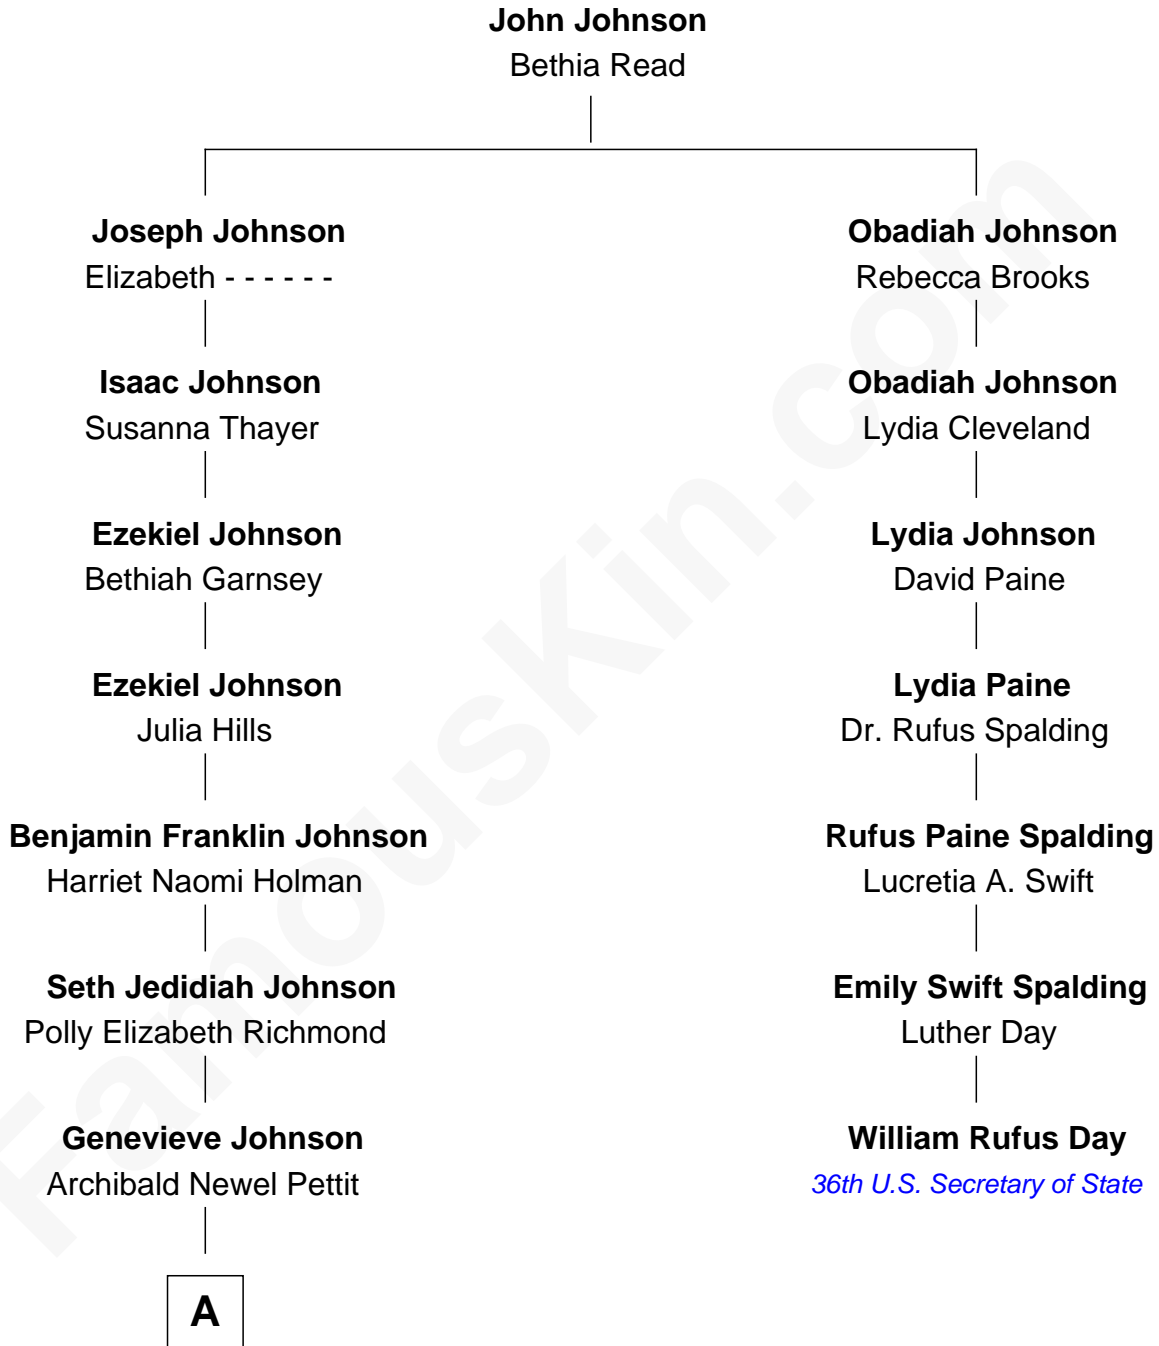 John Johnson
Bethia Read
Joseph Johnson
Elizabeth - - - - - -
Obadiah Johnson
Rebecca Brooks
Isaac Johnson
Susanna Thayer
Obadiah Johnson
Lydia Cleveland
Ezekiel Johnson
Bethiah Garnsey
Lydia Johnson
David Paine
Ezekiel Johnson
Julia Hills
Lydia Paine
Dr. Rufus Spalding
Benjamin Franklin Johnson
Harriet Naomi Holman
Rufus Paine Spalding
Lucretia A. Swift
Seth Jedidiah Johnson
Polly Elizabeth Richmond
Emily Swift Spalding
Luther Day
Genevieve Johnson
Archibald Newel Pettit
William Rufus Day
36th U.S. Secretary of State
A
FamousKin.com